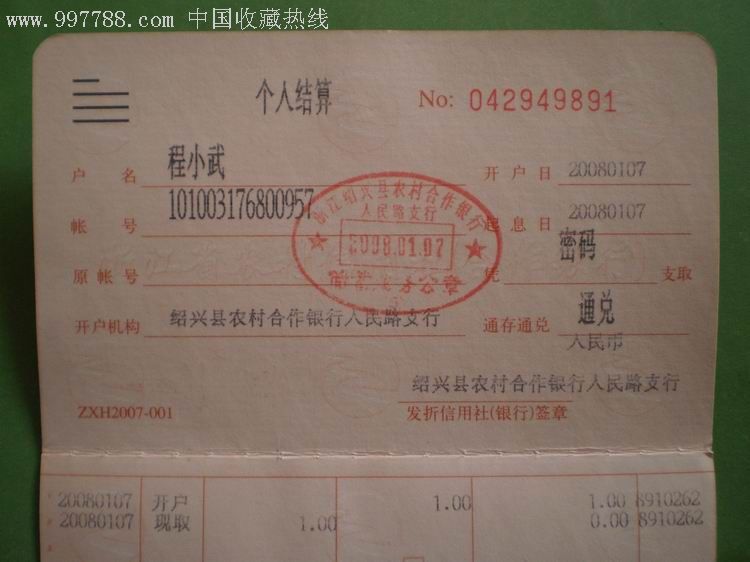 www.997788.com 中国收藏热线
个人结算 No: 042949891
户 名 程小武 开 户 日 20080107
帐 号 101003176800957 起 息 日 20080107
浙江绍兴县农村合作银行
人民路支行
2008.01.07
原 帐 号 凭 密码 支取
开户机构 绍兴县农村合作银行人民路支行 通存通兑 通兑
人民币
绍兴县农村合作银行人民路支行
ZXH2007-001 发折信用社(银行)签章
20080107 开户 1.00 1.00 8910262
20080107 现取 1.00 0.00 8910262